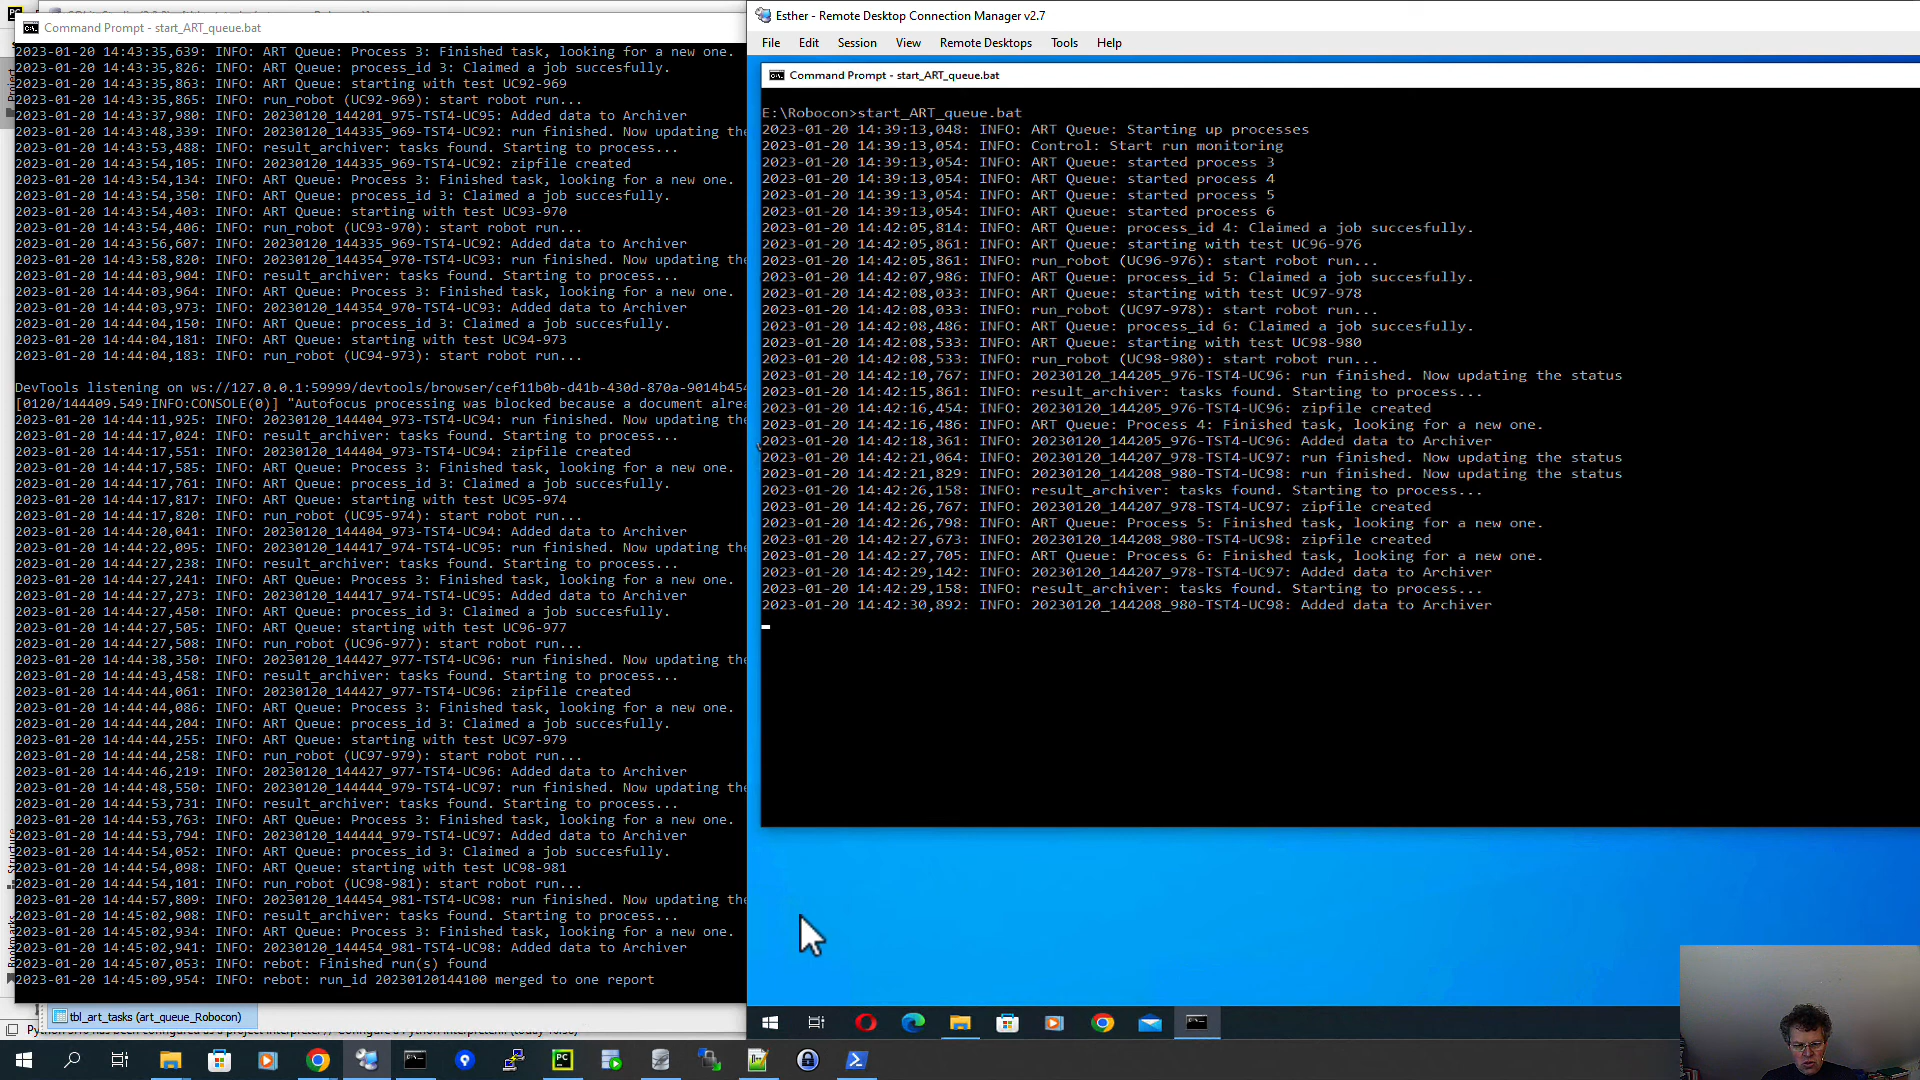 Command Prompt - start_ART_queue.bat
2023-01-20 14:43:35,639: INFO: ART Queue: Process 3: Finished task, looking for a new one.
2023-01-20 14:43:35,826: INFO: ART Queue: process_id 3: Claimed a job succesfully.
2023-01-20 14:43:35,863: INFO: ART Queue: starting with test UC92-969
2023-01-20 14:43:35,865: INFO: run_robot (UC92-969): start robot run...
2023-01-20 14:43:37,980: INFO: 20230120_144201_975-TST4-UC95: Added data to Archiver
2023-01-20 14:43:48,339: INFO: 20230120_144335_969-TST4-UC92: run finished. Now updating the
2023-01-20 14:43:53,488: INFO: result_archiver: tasks found. Starting to process...
2023-01-20 14:43:54,105: INFO: 20230120_144335_969-TST4-UC92: zipfile created
2023-01-20 14:43:54,134: INFO: ART Queue: Process 3: Finished task, looking for a new one.
2023-01-20 14:43:54,350: INFO: ART Queue: process_id 3: Claimed a job succesfully.
2023-01-20 14:43:54,403: INFO: ART Queue: starting with test UC93-970
2023-01-20 14:43:54,406: INFO: run_robot (UC93-970): start robot run...
2023-01-20 14:43:56,607: INFO: 20230120_144335_969-TST4-UC92: Added data to Archiver
2023-01-20 14:43:58,820: INFO: 20230120_144354_970-TST4-UC93: run finished. Now updating the
2023-01-20 14:44:03,904: INFO: result_archiver: tasks found. Starting to process...
2023-01-20 14:44:03,964: INFO: ART Queue: Process 3: Finished task, looking for a new one.
2023-01-20 14:44:03,973: INFO: 20230120_144354_970-TST4-UC93: Added data to Archiver
2023-01-20 14:44:04,150: INFO: ART Queue: process_id 3: Claimed a job succesfully.
2023-01-20 14:44:04,181: INFO: ART Queue: starting with test UC94-973
2023-01-20 14:44:04,183: INFO: run_robot (UC94-973): start robot run...
DevTools listening on ws://127.0.0.1:59999/devtools/browser/cef11b0b-d41b-430d-870a-9014b454
[0120/144409.549:INFO:CONSOLE(0)] "Autofocus processing was blocked because a document alrea
2023-01-20 14:44:11,925: INFO: 20230120_144404_973-TST4-UC94: run finished. Now updating the
2023-01-20 14:44:17,024: INFO: result_archiver: tasks found. Starting to process...
2023-01-20 14:44:17,551: INFO: 20230120_144404_973-TST4-UC94: zipfile created
2023-01-20 14:44:17,585: INFO: ART Queue: Process 3: Finished task, looking for a new one.
2023-01-20 14:44:17,761: INFO: ART Queue: process_id 3: Claimed a job succesfully.
2023-01-20 14:44:17,817: INFO: ART Queue: starting with test UC95-974
2023-01-20 14:44:17,820: INFO: run_robot (UC95-974): start robot run...
2023-01-20 14:44:20,041: INFO: 20230120_144404_973-TST4-UC94: Added data to Archiver
2023-01-20 14:44:22,095: INFO: 20230120_144417_974-TST4-UC95: run finished. Now updating the
2023-01-20 14:44:27,238: INFO: result_archiver: tasks found. Starting to process...
2023-01-20 14:44:27,241: INFO: ART Queue: Process 3: Finished task, looking for a new one.
2023-01-20 14:44:27,273: INFO: 20230120_144417_974-TST4-UC95: Added data to Archiver
2023-01-20 14:44:27,450: INFO: ART Queue: process_id 3: Claimed a job succesfully.
2023-01-20 14:44:27,505: INFO: ART Queue: starting with test UC96-977
2023-01-20 14:44:27,508: INFO: run_robot (UC96-977): start robot run...
2023-01-20 14:44:38,350: INFO: 20230120_144427_977-TST4-UC96: run finished. Now updating the
2023-01-20 14:44:43,458: INFO: result_archiver: tasks found. Starting to process...
2023-01-20 14:44:44,061: INFO: 20230120_144427_977-TST4-UC96: zipfile created
2023-01-20 14:44:44,086: INFO: ART Queue: Process 3: Finished task, looking for a new one.
2023-01-20 14:44:44,204: INFO: ART Queue: process_id 3: Claimed a job succesfully.
2023-01-20 14:44:44,255: INFO: ART Queue: starting with test UC97-979
2023-01-20 14:44:44,258: INFO: run_robot (UC97-979): start robot run...
2023-01-20 14:44:46,219: INFO: 20230120_144427_977-TST4-UC96: Added data to Archiver
2023-01-20 14:44:48,550: INFO: 20230120_144444_979-TST4-UC97: run finished. Now updating the
2023-01-20 14:44:53,731: INFO: result_archiver: tasks found. Starting to process...
2023-01-20 14:44:53,763: INFO: ART Queue: Process 3: Finished task, looking for a new one.
2023-01-20 14:44:53,794: INFO: 20230120_144444_979-TST4-UC97: Added data to Archiver
2023-01-20 14:44:54,052: INFO: ART Queue: process_id 3: Claimed a job succesfully.
2023-01-20 14:44:54,098: INFO: ART Queue: starting with test UC98-981
2023-01-20 14:44:54,101: INFO: run_robot (UC98-981): start robot run...
2023-01-20 14:44:57,809: INFO: 20230120_144454_981-TST4-UC98: run finished. Now updating the
2023-01-20 14:45:02,908: INFO: result_archiver: tasks found. Starting to process...
2023-01-20 14:45:02,934: INFO: ART Queue: Process 3: Finished task, looking for a new one.
2023-01-20 14:45:02,941: INFO: 20230120_144454_981-TST4-UC98: Added data to Archiver
2023-01-20 14:45:07,053: INFO: rebot: Finished run(s) found
2023-01-20 14:45:09,954: INFO: rebot: run_id 20230120144100 merged to one report
tbl_art_tasks (art_queue_Robocon)
Project
Structure
Bookmarks
Esther - Remote Desktop Connection Manager v2.7
File Edit Session View Remote Desktops Tools Help
Command Prompt - start_ART_queue.bat
E:\Robocon>start_ART_queue.bat
2023-01-20 14:39:13,048: INFO: ART Queue: Starting up processes
2023-01-20 14:39:13,054: INFO: Control: Start run monitoring
2023-01-20 14:39:13,054: INFO: ART Queue: started process 3
2023-01-20 14:39:13,054: INFO: ART Queue: started process 4
2023-01-20 14:39:13,054: INFO: ART Queue: started process 5
2023-01-20 14:39:13,054: INFO: ART Queue: started process 6
2023-01-20 14:42:05,814: INFO: ART Queue: process_id 4: Claimed a job succesfully.
2023-01-20 14:42:05,861: INFO: ART Queue: starting with test UC96-976
2023-01-20 14:42:05,861: INFO: run_robot (UC96-976): start robot run...
2023-01-20 14:42:07,986: INFO: ART Queue: process_id 5: Claimed a job succesfully.
2023-01-20 14:42:08,033: INFO: ART Queue: starting with test UC97-978
2023-01-20 14:42:08,033: INFO: run_robot (UC97-978): start robot run...
2023-01-20 14:42:08,486: INFO: ART Queue: process_id 6: Claimed a job succesfully.
2023-01-20 14:42:08,533: INFO: ART Queue: starting with test UC98-980
2023-01-20 14:42:08,533: INFO: run_robot (UC98-980): start robot run...
2023-01-20 14:42:10,767: INFO: 20230120_144205_976-TST4-UC96: run finished. Now updating the status
2023-01-20 14:42:15,861: INFO: result_archiver: tasks found. Starting to process...
2023-01-20 14:42:16,454: INFO: 20230120_144205_976-TST4-UC96: zipfile created
2023-01-20 14:42:16,486: INFO: ART Queue: Process 4: Finished task, looking for a new one.
2023-01-20 14:42:18,361: INFO: 20230120_144205_976-TST4-UC96: Added data to Archiver
2023-01-20 14:42:21,064: INFO: 20230120_144207_978-TST4-UC97: run finished. Now updating the status
2023-01-20 14:42:21,829: INFO: 20230120_144208_980-TST4-UC98: run finished. Now updating the status
2023-01-20 14:42:26,158: INFO: result_archiver: tasks found. Starting to process...
2023-01-20 14:42:26,767: INFO: 20230120_144207_978-TST4-UC97: zipfile created
2023-01-20 14:42:26,798: INFO: ART Queue: Process 5: Finished task, looking for a new one.
2023-01-20 14:42:27,673: INFO: 20230120_144208_980-TST4-UC98: zipfile created
2023-01-20 14:42:27,705: INFO: ART Queue: Process 6: Finished task, looking for a new one.
2023-01-20 14:42:29,142: INFO: 20230120_144207_978-TST4-UC97: Added data to Archiver
2023-01-20 14:42:29,158: INFO: result_archiver: tasks found. Starting to process...
2023-01-20 14:42:30,892: INFO: 20230120_144208_980-TST4-UC98: Added data to Archiver